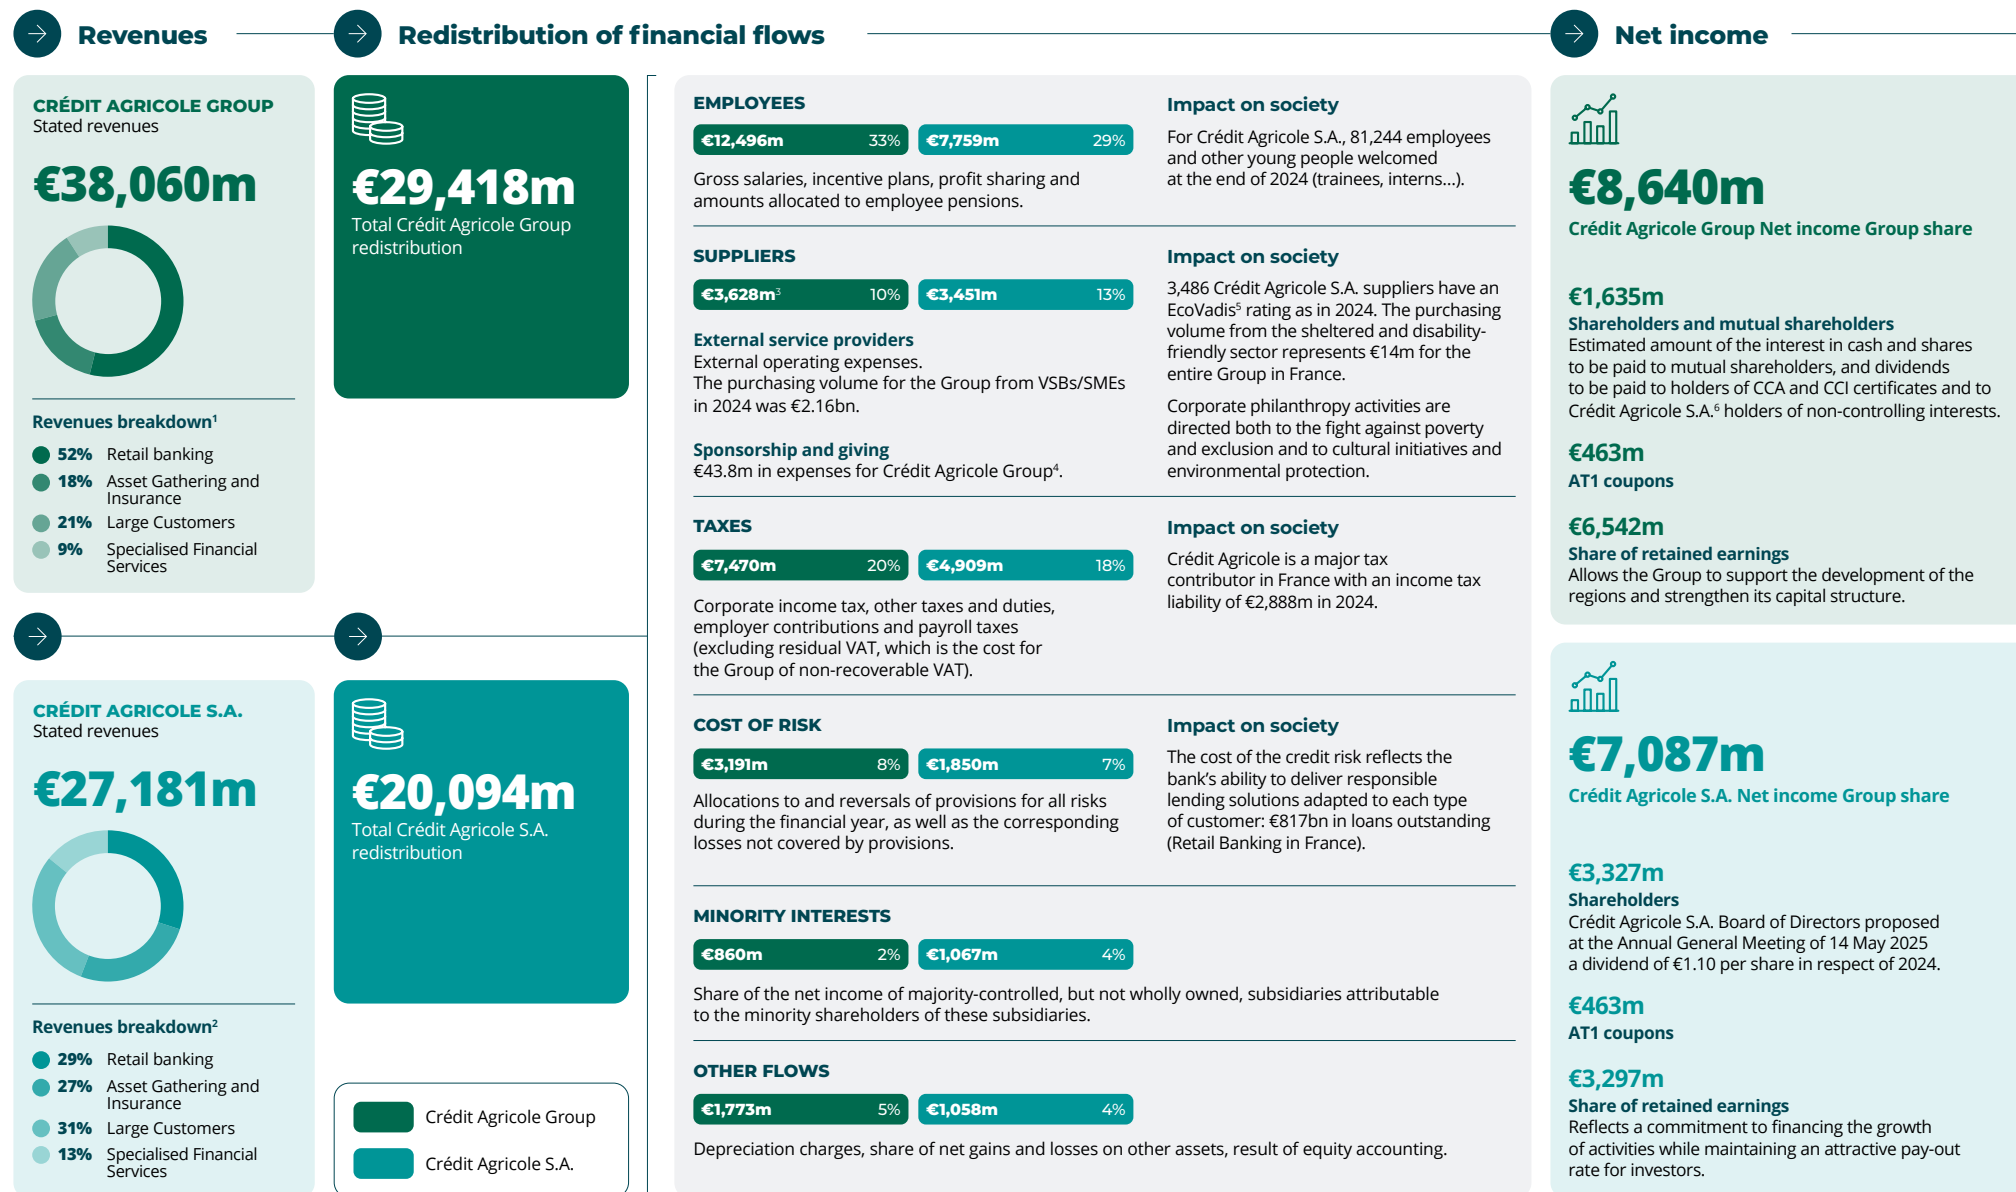 Revenues
Redistribution of financial flows
Net income
CRÉDIT AGRICOLE GROUP
Stated revenues
€38,060m
Revenues breakdown¹
52% Retail banking
18% Asset Gathering and
Insurance
21% Large Customers
9% Specialised Financial
Services
€29,418m
Total Crédit Agricole Group
redistribution
CRÉDIT AGRICOLE S.A.
Stated revenues
€27,181m
Revenues breakdown²
29% Retail banking
27% Asset Gathering and
Insurance
31% Large Customers
13% Specialised Financial
Services
€20,094m
Total Crédit Agricole S.A.
redistribution
Crédit Agricole Group
Crédit Agricole S.A.
EMPLOYEES
€12,496m 33% €7,759m 29%
Gross salaries, incentive plans, profit sharing and
amounts allocated to employee pensions.
Impact on society
For Crédit Agricole S.A., 81,244 employees
and other young people welcomed
at the end of 2024 (trainees, interns...).
SUPPLIERS
€3,628m³ 10% €3,451m 13%
External service providers
External operating expenses.
The purchasing volume for the Group from VSBs/SMEs
in 2024 was €2.16bn.
Sponsorship and giving
€43.8m in expenses for Crédit Agricole Group⁴.
Impact on society
3,486 Crédit Agricole S.A. suppliers have an
EcoVadis⁵ rating as in 2024. The purchasing
volume from the sheltered and disability-
friendly sector represents €14m for the
entire Group in France.
Corporate philanthropy activities are
directed both to the fight against poverty
and exclusion and to cultural initiatives and
environmental protection.
TAXES
€7,470m 20% €4,909m 18%
Corporate income tax, other taxes and duties,
employer contributions and payroll taxes
(excluding residual VAT, which is the cost for
the Group of non-recoverable VAT).
Impact on society
Crédit Agricole is a major tax
contributor in France with an income tax
liability of €2,888m in 2024.
COST OF RISK
€3,191m 8% €1,850m 7%
Allocations to and reversals of provisions for all risks
during the financial year, as well as the corresponding
losses not covered by provisions.
Impact on society
The cost of the credit risk reflects the
bank's ability to deliver responsible
lending solutions adapted to each type
of customer: €817bn in loans outstanding
(Retail Banking in France).
MINORITY INTERESTS
€860m 2% €1,067m 4%
Share of the net income of majority-controlled, but not wholly owned, subsidiaries attributable
to the minority shareholders of these subsidiaries.
OTHER FLOWS
€1,773m 5% €1,058m 4%
Depreciation charges, share of net gains and losses on other assets, result of equity accounting.
€8,640m
Crédit Agricole Group Net income Group share
€1,635m
Shareholders and mutual shareholders
Estimated amount of the interest in cash and shares
to be paid to mutual shareholders, and dividends
to be paid to holders of CCA and CCI certificates and to
Crédit Agricole S.A.⁶ holders of non-controlling interests.
€463m
AT1 coupons
€6,542m
Share of retained earnings
Allows the Group to support the development of the
regions and strengthen its capital structure.
€7,087m
Crédit Agricole S.A. Net income Group share
€3,327m
Shareholders
Crédit Agricole S.A. Board of Directors proposed
at the Annual General Meeting of 14 May 2025
a dividend of €1.10 per share in respect of 2024.
€463m
AT1 coupons
€3,297m
Share of retained earnings
Reflects a commitment to financing the growth
of activities while maintaining an attractive pay-out
rate for investors.